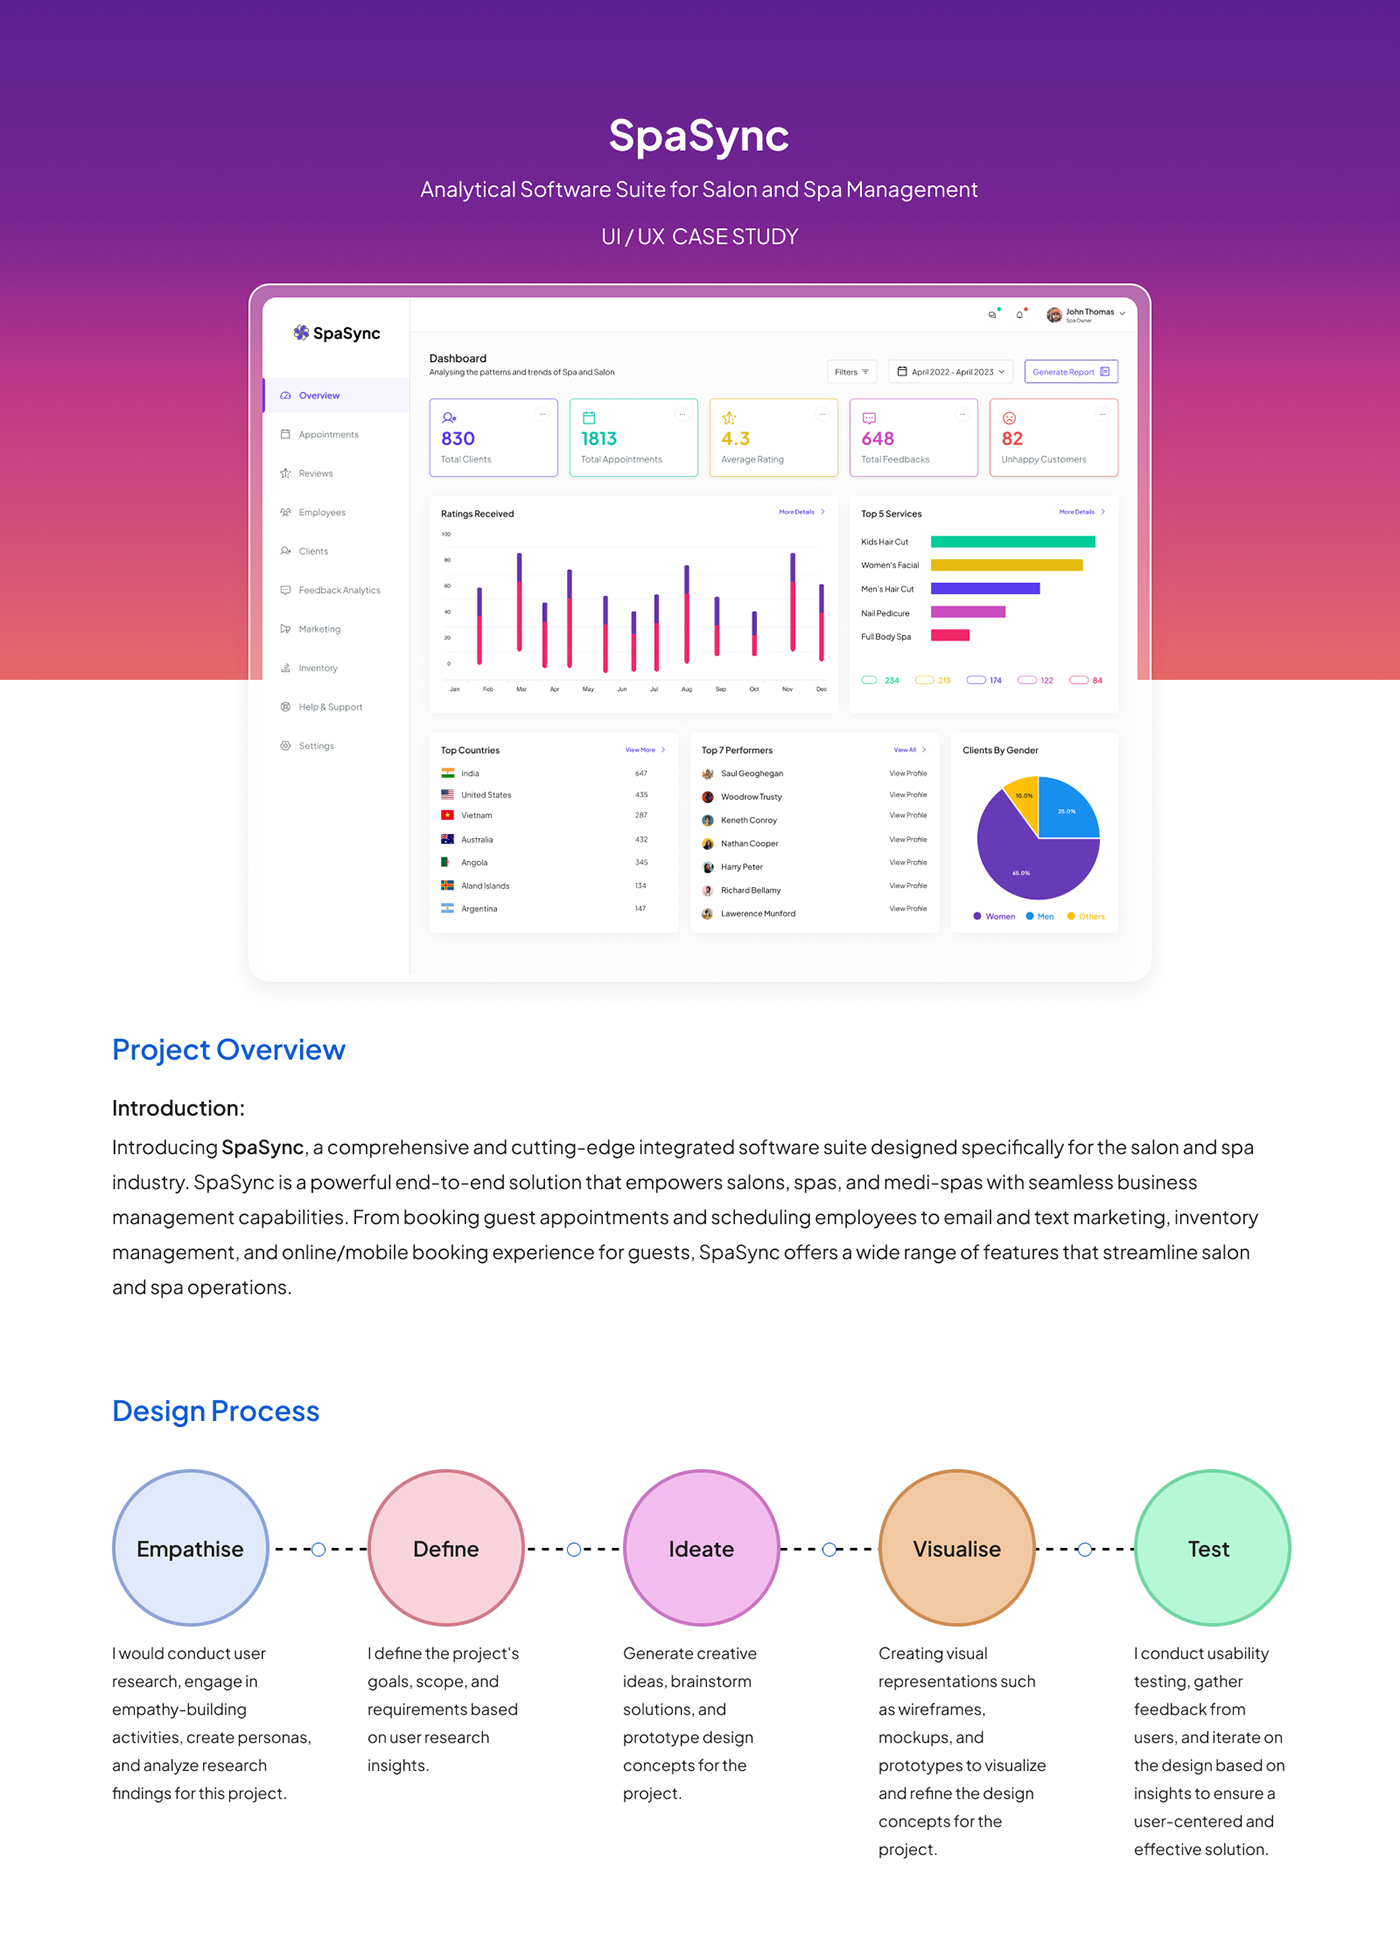 SpaSync
Analytical Software Suite for Salon and Spa Management
UI / UX CASE STUDY
SpaSync
John Thomas
Spa Owner
Overview
Appointments
Reviews
Employees
Clients
Feedback Analytics
Marketing
Inventory
Help & Support
Settings
Dashboard
Analysing the patterns and trends of Spa and Salon
Filters
April 2022 - April 2023
Generate Report
830
Total Clients
1813
Total Appointments
4.3
Average Rating
648
Total Feedbacks
82
Unhappy Customers
Ratings Received
More Details
100
80
60
40
20
0
Jan Feb Mar Apr May Jun Jul Aug Sep Oct Nov Dec
Top 5 Services
More Details
Kids Hair Cut
Women's Facial
Men's Hair Cut
Nail Pedicure
Full Body Spa
234 213 174 122 84
Top Countries
View More
India 647
United States 435
Vietnam 287
Australia 432
Angola 345
Aland Islands 134
Argentina 147
Top 7 Performers
View All
Saul Geoghegan View Profile
Woodrow Trusty View Profile
Keneth Conroy View Profile
Nathan Cooper View Profile
Harry Peter View Profile
Richard Bellamy View Profile
Lawerence Munford View Profile
Clients By Gender
10.0%
25.0%
65.0%
Women Men Others
Project Overview
Introduction:
Introducing SpaSync, a comprehensive and cutting-edge integrated software suite designed specifically for the salon and spa
industry. SpaSync is a powerful end-to-end solution that empowers salons, spas, and medi-spas with seamless business
management capabilities. From booking guest appointments and scheduling employees to email and text marketing, inventory
management, and online/mobile booking experience for guests, SpaSync offers a wide range of features that streamline salon
and spa operations.
Design Process
Empathise
I would conduct user
research, engage in
empathy-building
activities, create personas,
and analyze research
findings for this project.
Define
I define the project's
goals, scope, and
requirements based
on user research
insights.
Ideate
Generate creative
ideas, brainstorm
solutions, and
prototype design
concepts for the
project.
Visualise
Creating visual
representations such
as wireframes,
mockups, and
prototypes to visualize
and refine the design
concepts for the
project.
Test
I conduct usability
testing, gather
feedback from
users, and iterate on
the design based on
insights to ensure a
user-centered and
effective solution.